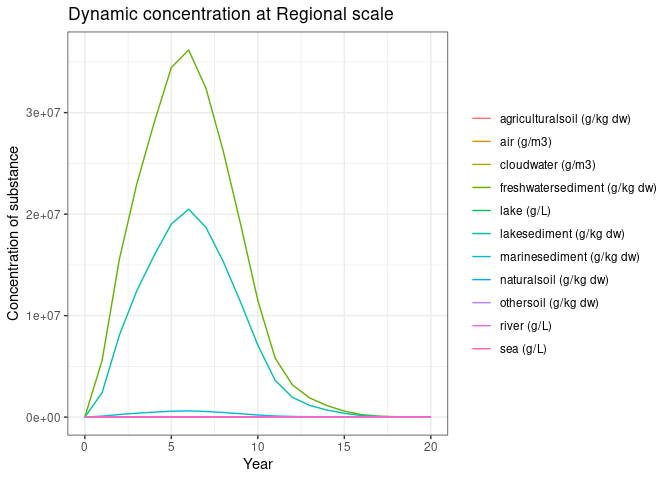 Dynamic concentration at Regional scale
Concentration of substance
3e+07
2e+07
1e+07
0e+00
0
5
10
15
20
Year
agriculturalsoil (g/kg dw)
air (g/m3)
cloudwater (g/m3)
freshwatersediment (g/kg dw)
lake (g/L)
lakesediment (g/kg dw)
marinesediment (g/kg dw)
naturalsoil (g/kg dw)
othersoil (g/kg dw)
river (g/L)
sea (g/L)